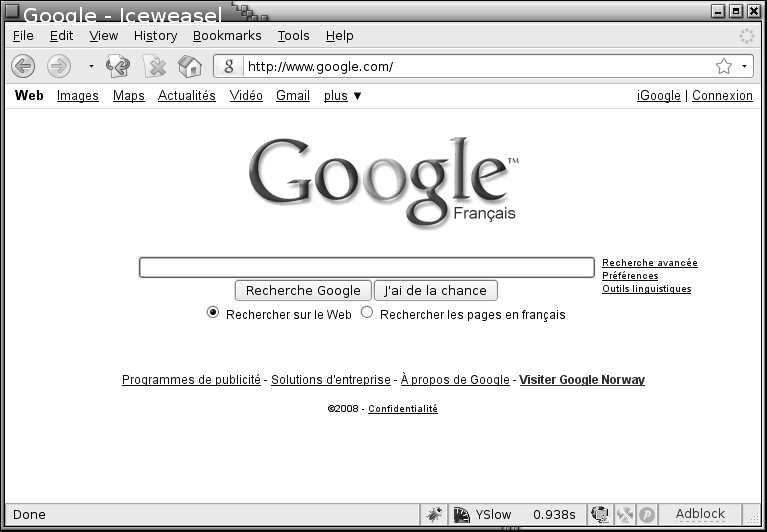 Google - Iceweasel
File Edit View History Bookmarks Tools Help
g http://www.google.com/
Web Images Maps Actualités Vidéo Gmail plus ▼ iGoogle | Connexion
Google™
Français
Recherche avancée
Préférences
Outils linguistiques
Recherche Google J'ai de la chance
Rechercher sur le Web Rechercher les pages en français
Programmes de publicité - Solutions d'entreprise - À propos de Google - Visiter Google Norway
©2008 - Confidentialité
Done YSlow 0.938s Adblock